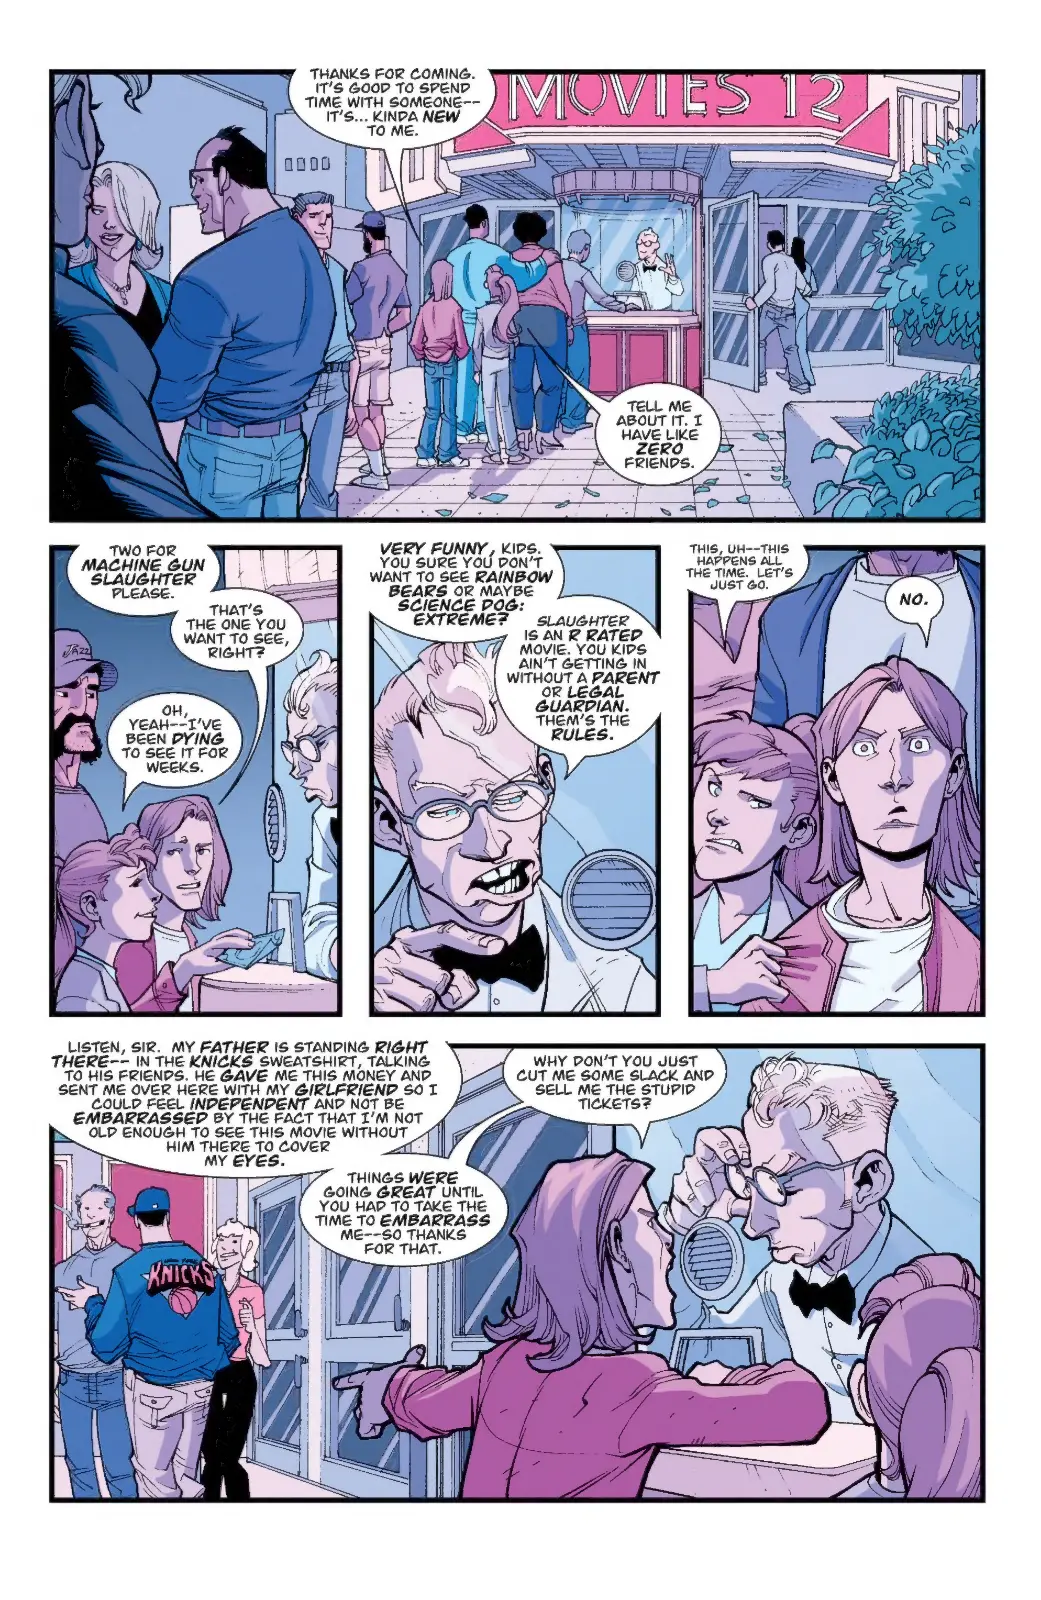 THANKS FOR COMING.
IT'S GOOD TO SPEND
TIME WITH SOMEONE--
IT'S... KINDA NEW
TO ME.
MOVIES 12
TELL ME
ABOUT IT. I
HAVE LIKE
ZERO
FRIENDS.
TWO FOR
MACHINE GUN
SLAUGHTER
PLEASE.
THAT'S
THE ONE YOU
WANT TO SEE,
RIGHT?
JAZZ
OH,
YEAH--I'VE
BEEN DYING
TO SEE IT FOR
WEEKS.
VERY FUNNY, KIDS.
YOU SURE YOU DON'T
WANT TO SEE RAINBOW
BEARS OR MAYBE
SCIENCE DOG:
EXTREME?
SLAUGHTER
IS AN R RATED
MOVIE. YOU KIDS
AIN'T GETTING IN
WITHOUT A PARENT
OR LEGAL
GUARDIAN.
THEM'S THE
RULES.
THIS, UH--THIS
HAPPENS ALL
THE TIME. LET'S
JUST GO.
NO.
LISTEN, SIR. MY FATHER IS STANDING RIGHT
THERE-- IN THE KNICKS SWEATSHIRT, TALKING
TO HIS FRIENDS. HE GAVE ME THIS MONEY AND
SENT ME OVER HERE WITH MY GIRLFRIEND SO I
COULD FEEL INDEPENDENT AND NOT BE
EMBARRASSED BY THE FACT THAT I'M NOT
OLD ENOUGH TO SEE THIS MOVIE WITHOUT
HIM THERE TO COVER
MY EYES.
THINGS WERE
GOING GREAT UNTIL
YOU HAD TO TAKE THE
TIME TO EMBARRASS
ME--SO THANKS
FOR THAT.
WHY DON'T YOU JUST
CUT ME SOME SLACK AND
SELL ME THE STUPID
TICKETS?
NEW YORK
KNICKS